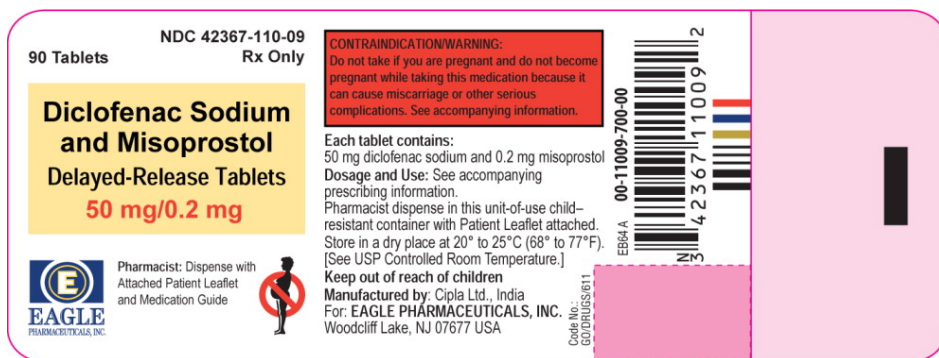 NDC 42367-110-09
90 Tablets Rx Only
Diclofenac Sodium
and Misoprostol
Delayed-Release Tablets
50 mg/0.2 mg
E
EAGLE
PHARMACEUTICALS, INC.
Pharmacist: Dispense with
Attached Patient Leaflet
and Medication Guide
CONTRAINDICATION/WARNING:
Do not take if you are pregnant and do not become
pregnant while taking this medication because it
can cause miscarriage or other serious
complications. See accompanying information.
Each tablet contains:
50 mg diclofenac sodium and 0.2 mg misoprostol
Dosage and Use: See accompanying
prescribing information.
Pharmacist dispense in this unit-of-use child–
resistant container with Patient Leaflet attached.
Store in a dry place at 20° to 25°C (68° to 77°F).
[See USP Controlled Room Temperature.]
Keep out of reach of children
Manufactured by: Cipla Ltd., India
For: EAGLE PHARMACEUTICALS, INC.
Woodcliff Lake, NJ 07677 USA
Code No.:
GO/DRUGS/611
EB64 A
00-11009-700-00
N
3 42367 11009 2